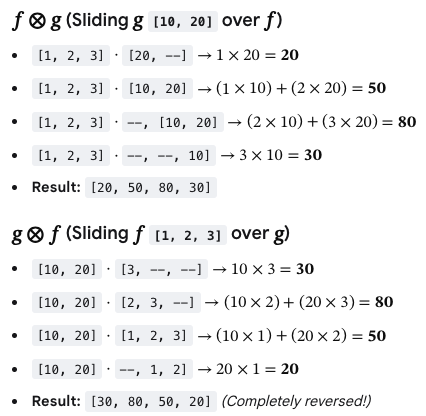 f ⊗ g (Sliding g [10, 20] over f)
• [1, 2, 3] · [20, --] → 1 × 20 = 20
• [1, 2, 3] · [10, 20] → (1 × 10) + (2 × 20) = 50
• [1, 2, 3] · --, [10, 20] → (2 × 10) + (3 × 20) = 80
• [1, 2, 3] · --, --, 10] → 3 × 10 = 30
• Result: [20, 50, 80, 30]
g ⊗ f (Sliding f [1, 2, 3] over g)
• [10, 20] · [3, --, --] → 10 × 3 = 30
• [10, 20] · [2, 3, --] → (10 × 2) + (20 × 3) = 80
• [10, 20] · [1, 2, 3] → (10 × 1) + (20 × 2) = 50
• [10, 20] · --, 1, 2] → 20 × 1 = 20
• Result: [30, 80, 50, 20] (Completely reversed!)